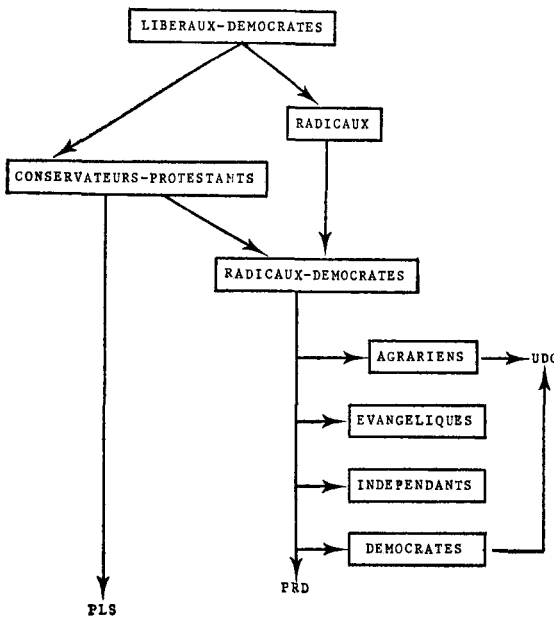 LIBERAUX-DEMOCRATES
RADICAUX
CONSERVATEURS-PROTESTANTS
RADICAUX-DEMOCRATES
AGRARIENS
UDC
EVANGELIQUES
INDEPENDANTS
DEMOCRATES
PRD
PLS